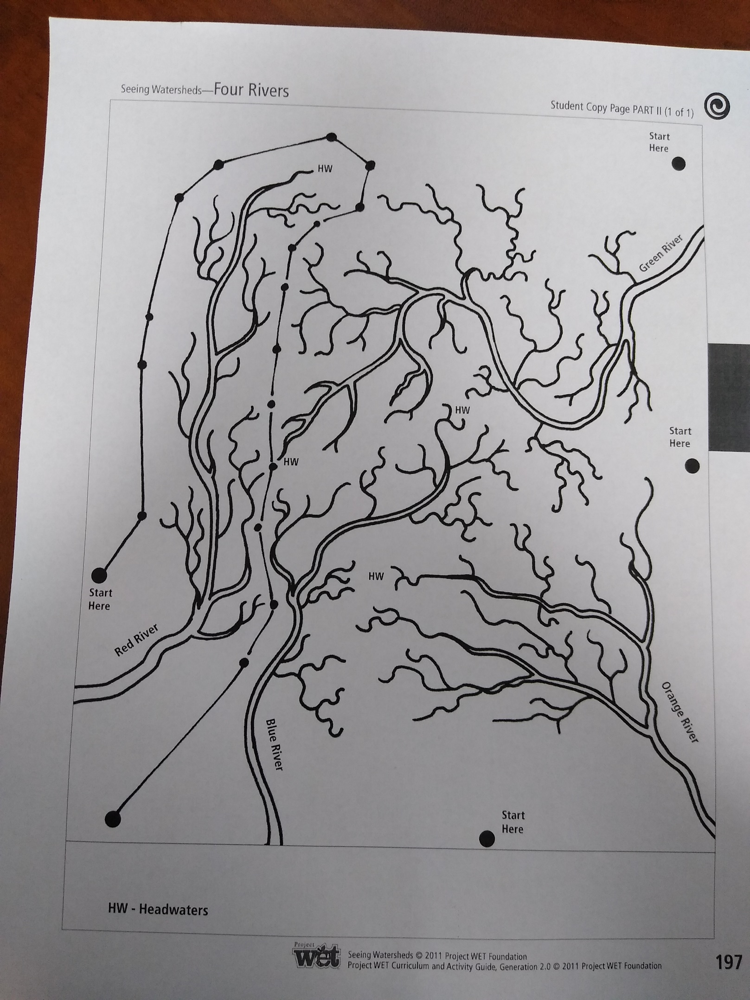 Seeing Watersheds—Four Rivers
Student Copy Page PART II (1 of 1)
Start
Here
HW
Green River
HW
Start
Here
HW
HW
Start
Here
Red River
Orange River
Blue River
Start
Here
HW - Headwaters
Project
wet
Seeing Watersheds © 2011 Project WET Foundation
Project WET Curriculum and Activity Guide, Generation 2.0 © 2011 Project WET Foundation
197